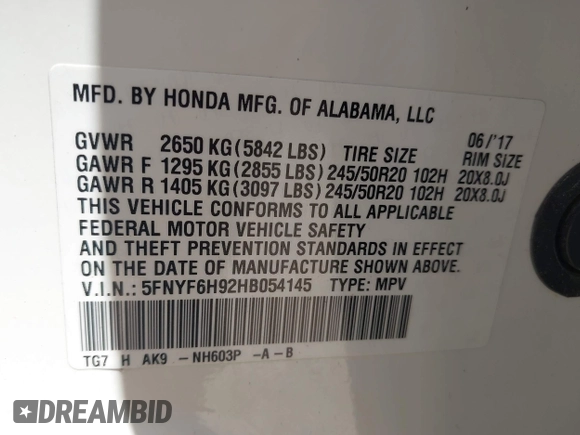 MFD. BY HONDA MFG. OF ALABAMA, LLC
06/'17
GVWR 2650 KG(5842 LBS) TIRE SIZE RIM SIZE
GAWR F 1295 KG(2855 LBS)245/50R20 102H 20X8.0J
GAWR R 1405 KG(3097 LBS)245/50R20 102H 20X8.0J
THIS VEHICLE CONFORMS TO ALL APPLICABLE
FEDERAL MOTOR VEHICLE SAFETY
AND THEFT PREVENTION STANDARDS IN EFFECT
ON THE DATE OF MANUFACTURE SHOWN ABOVE.
V.I.N.: 5FNYF6H92HB054145 TYPE: MPV
TG7 H AK9 -NH603P -A-B
DREAMBID